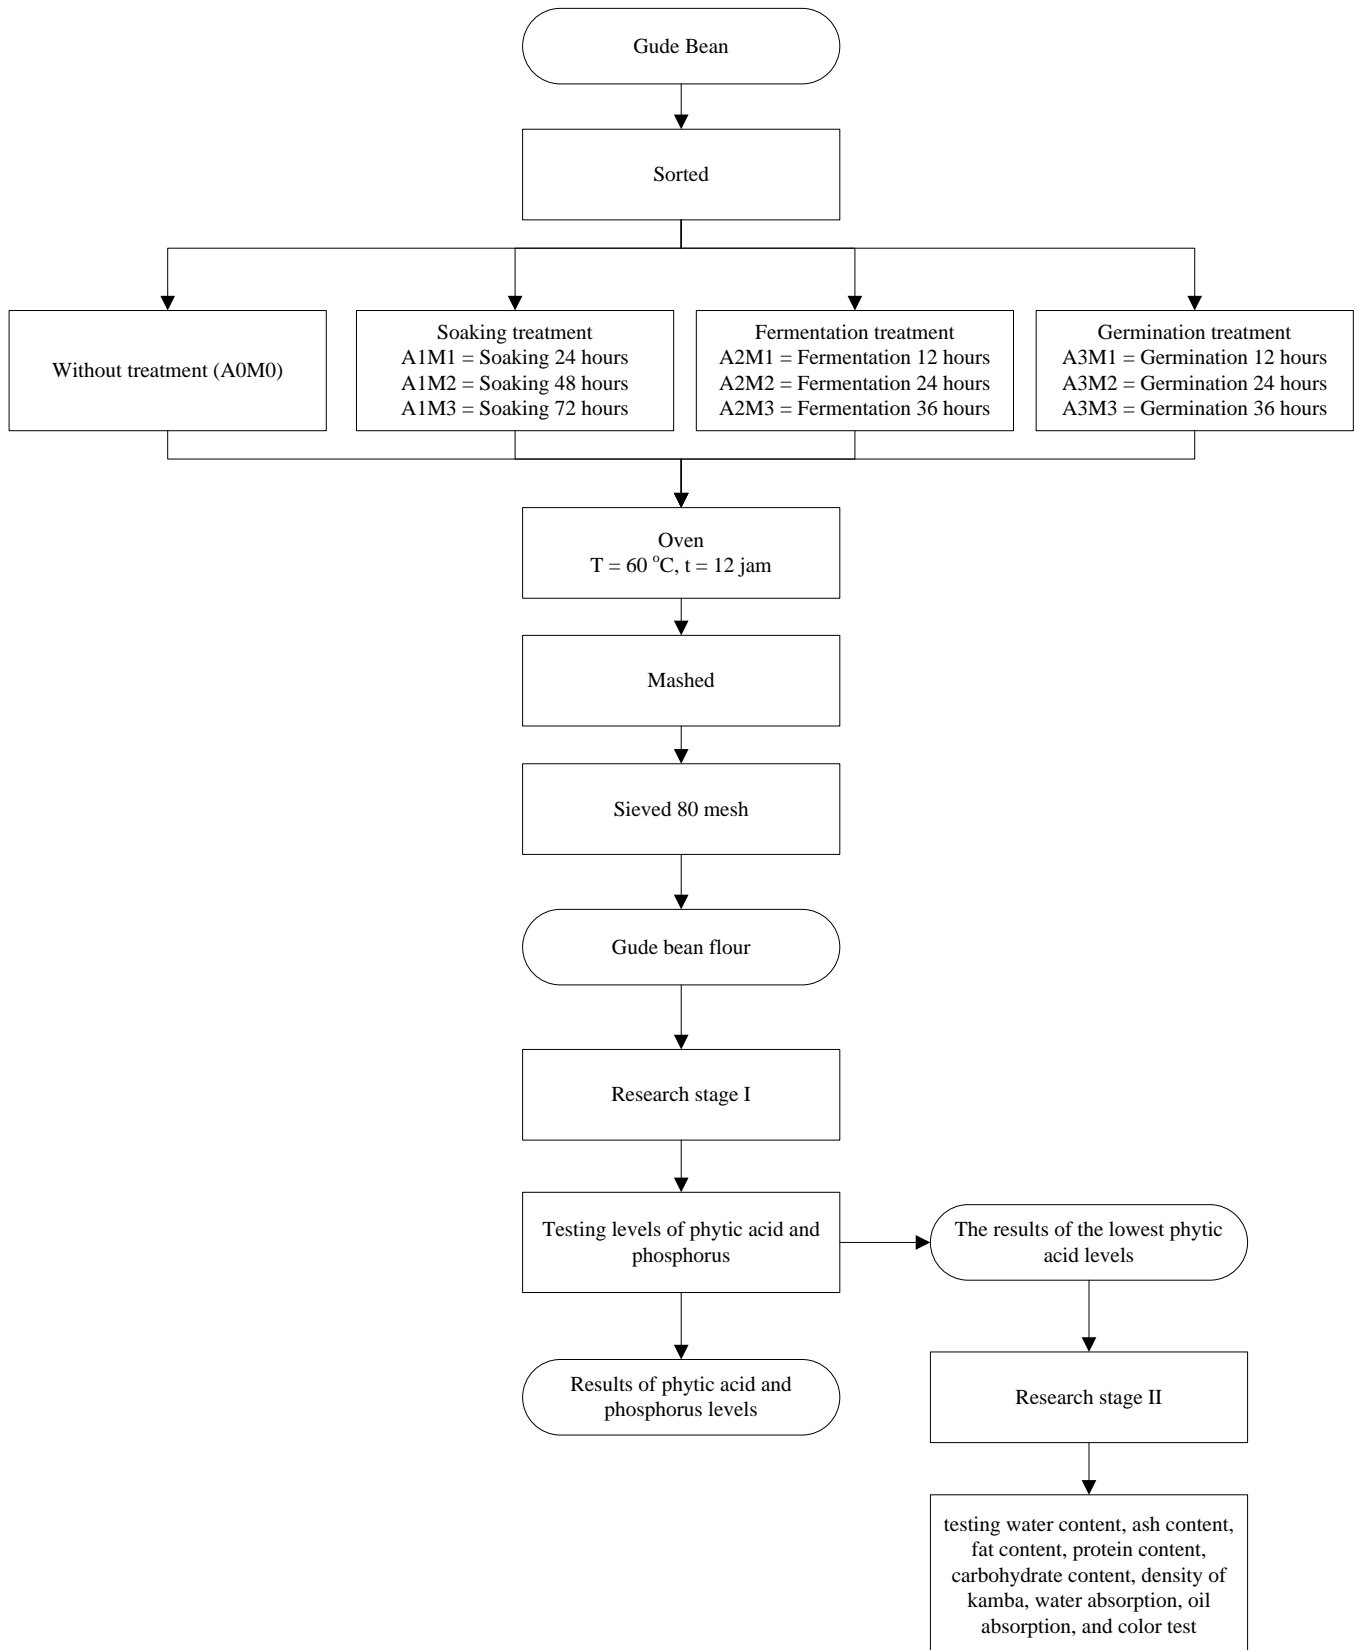 Gude Bean
Sorted
Without treatment (A0M0)
Soaking treatment
A1M1 = Soaking 24 hours
A1M2 = Soaking 48 hours
A1M3 = Soaking 72 hours
Fermentation treatment
A2M1 = Fermentation 12 hours
A2M2 = Fermentation 24 hours
A2M3 = Fermentation 36 hours
Germination treatment
A3M1 = Germination 12 hours
A3M2 = Germination 24 hours
A3M3 = Germination 36 hours
Oven
T = 60 °C, t = 12 jam
Mashed
Sieved 80 mesh
Gude bean flour
Research stage I
Testing levels of phytic acid and
phosphorus
The results of the lowest phytic
acid levels
Results of phytic acid and
phosphorus levels
Research stage II
testing water content, ash content,
fat content, protein content,
carbohydrate content, density of
kamba, water absorption, oil
absorption, and color test